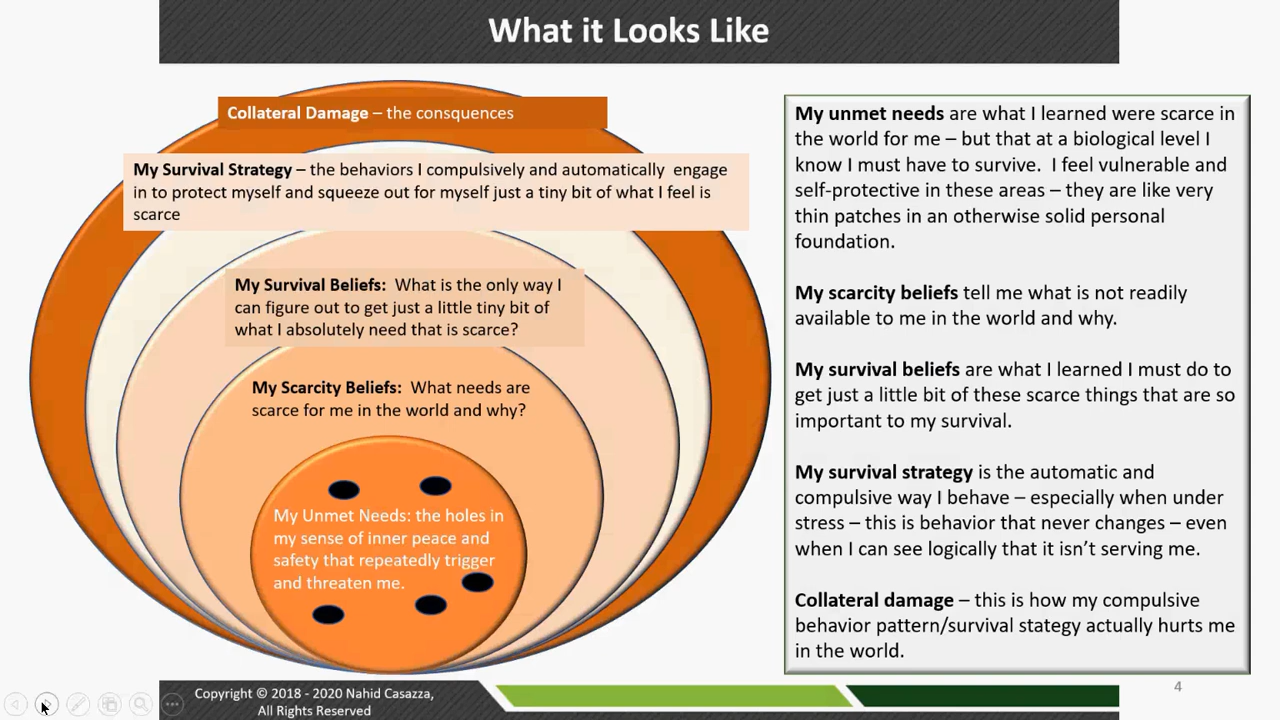 What it Looks Like
Collateral Damage – the consquences
My Survival Strategy – the behaviors I compulsively and automatically engage
in to protect myself and squeeze out for myself just a tiny bit of what I feel is
scarce
My Survival Beliefs: What is the only way I
can figure out to get just a little tiny bit of
what I absolutely need that is scarce?
My Scarcity Beliefs: What needs are
scarce for me in the world and why?
My Unmet Needs: the holes in
my sense of inner peace and
safety that repeatedly trigger
and threaten me.
My unmet needs are what I learned were scarce in
the world for me – but that at a biological level I
know I must have to survive. I feel vulnerable and
self-protective in these areas – they are like very
thin patches in an otherwise solid personal
foundation.
My scarcity beliefs tell me what is not readily
available to me in the world and why.
My survival beliefs are what I learned I must do to
get just a little bit of these scarce things that are so
important to my survival.
My survival strategy is the automatic and
compulsive way I behave – especially when under
stress – this is behavior that never changes – even
when I can see logically that it isn't serving me.
Collateral damage – this is how my compulsive
behavior pattern/survival stategy actually hurts me
in the world.
Copyright © 2018 - 2020 Nahid Casazza,
All Rights Reserved
4